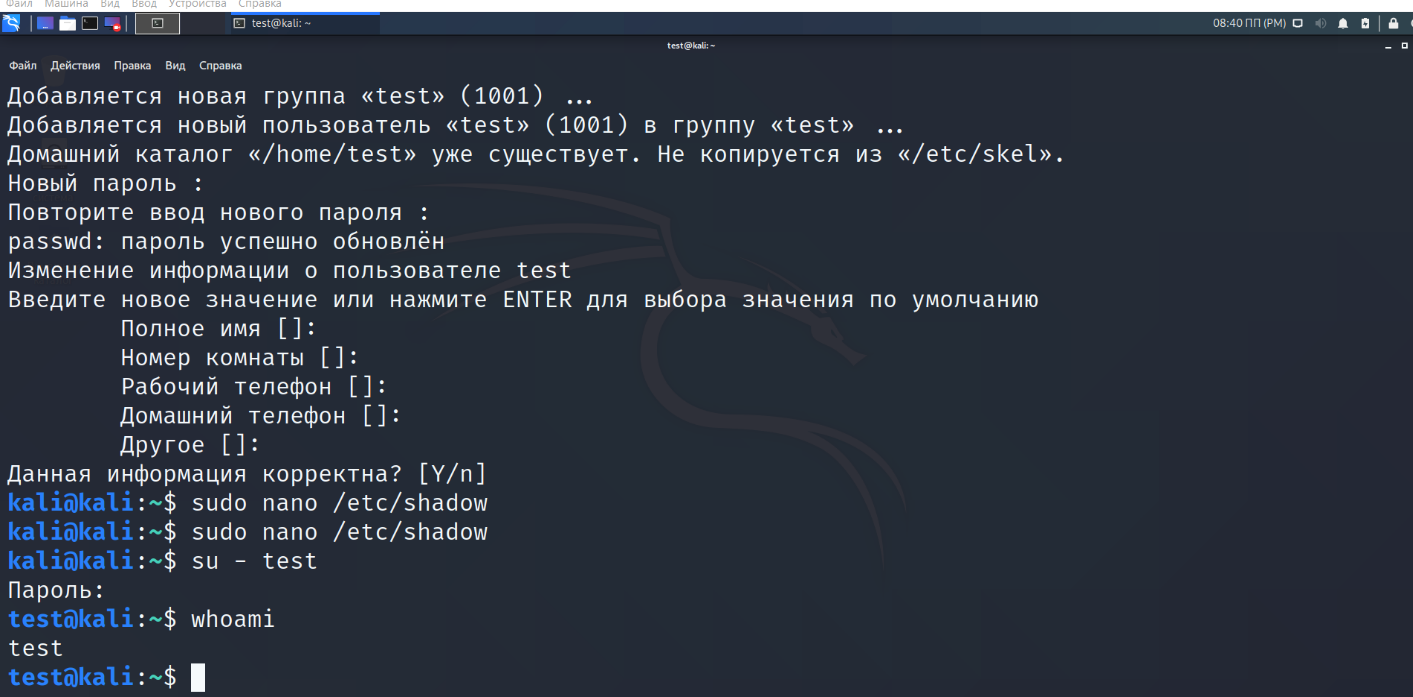 Файл Машина Вид Ввод Устройства Справка
test@kali: ~
08:40 ПП (PM)
test@kali: ~
Файл Действия Правка Вид Справка
Добавляется новая группа «test» (1001) ...
Добавляется новый пользователь «test» (1001) в группу «test» ...
Домашний каталог «/home/test» уже существует. Не копируется из «/etc/skel».
Новый пароль :
Повторите ввод нового пароля :
passwd: пароль успешно обновлён
Изменение информации о пользователе test
Введите новое значение или нажмите ENTER для выбора значения по умолчанию
Полное имя []:
Номер комнаты []:
Рабочий телефон []:
Домашний телефон []:
Другое []:
Данная информация корректна? [Y/n]
kali@kali:~$ sudo nano /etc/shadow
kali@kali:~$ sudo nano /etc/shadow
kali@kali:~$ su - test
Пароль:
test@kali:~$ whoami
test
test@kali:~$